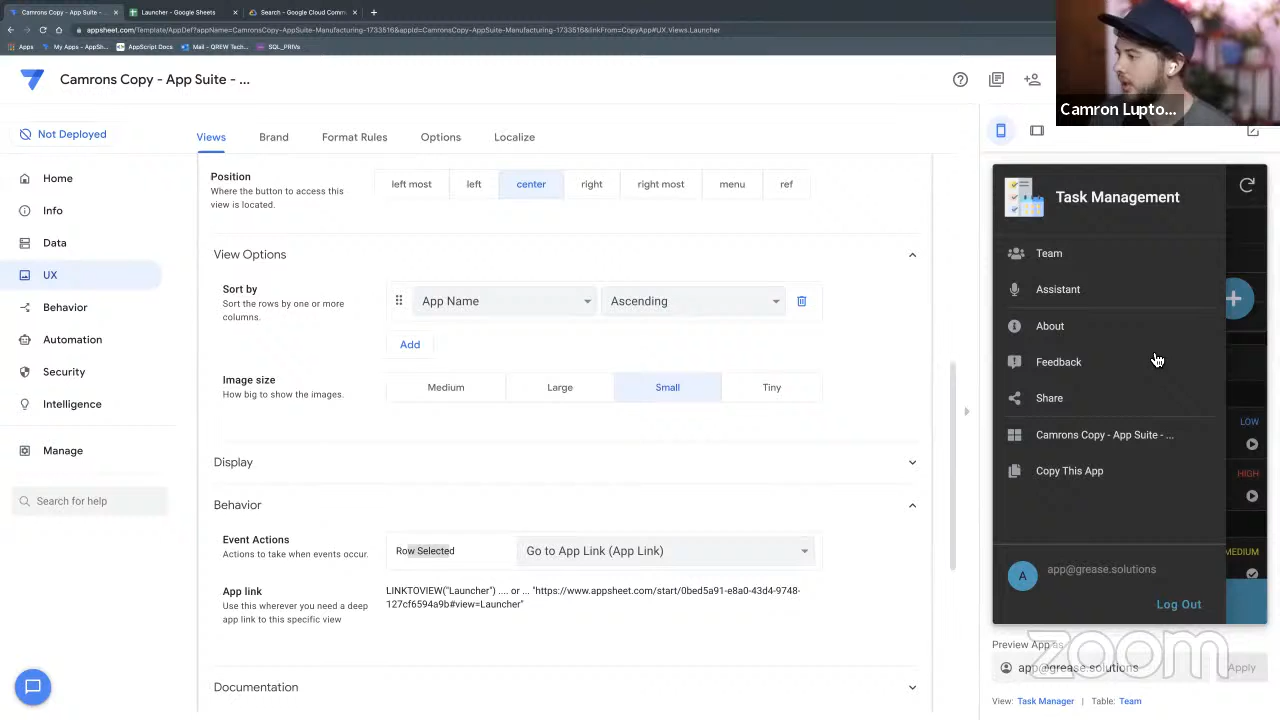 Camrons Copy - App Suite - Ap
Launcher - Google Sheets
Search - Google Cloud Comm
appsheet.com/Template/AppDef?appName=CamronsCopy-AppSuite-Manufacturing-1733516&appId=CamronsCopy-AppSuite-Manufacturing-1733516&linkFrom=CopyApp#UX.Views.Launcher
Apps
My Apps - AppSh...
AppScript Docs
Mail - QREW Tech...
SQL_PRIVs
Camrons Copy - App Suite - ...
Camron Lupto...
Not Deployed
Views
Brand
Format Rules
Options
Localize
Home
Info
Data
UX
Behavior
Automation
Security
Intelligence
Manage
Search for help
Position
Where the button to access this
view is located.
left most
left
center
right
right most
menu
ref
View Options
Sort by
Sort the rows by one or more
columns.
App Name
Ascending
Add
Image size
How big to show the images.
Medium
Large
Small
Tiny
Display
Behavior
Event Actions
Actions to take when events occur.
Row Selected
Go to App Link (App Link)
App link
Use this wherever you need a deep
app link to this specific view
LINKTOVIEW("Launcher") .... or ... "https://www.appsheet.com/start/0bed5a91-e8a0-43d4-9748-
127cf6594a9b#view=Launcher"
Documentation
Task Management
Team
Assistant
About
Feedback
Share
Camrons Copy - App Suite - ...
Copy This App
LOW
HIGH
MEDIUM
A
app@grease.solutions
Log Out
Preview App as
app@grease.solutions
Apply
zoom
View: Task Manager | Table: Team